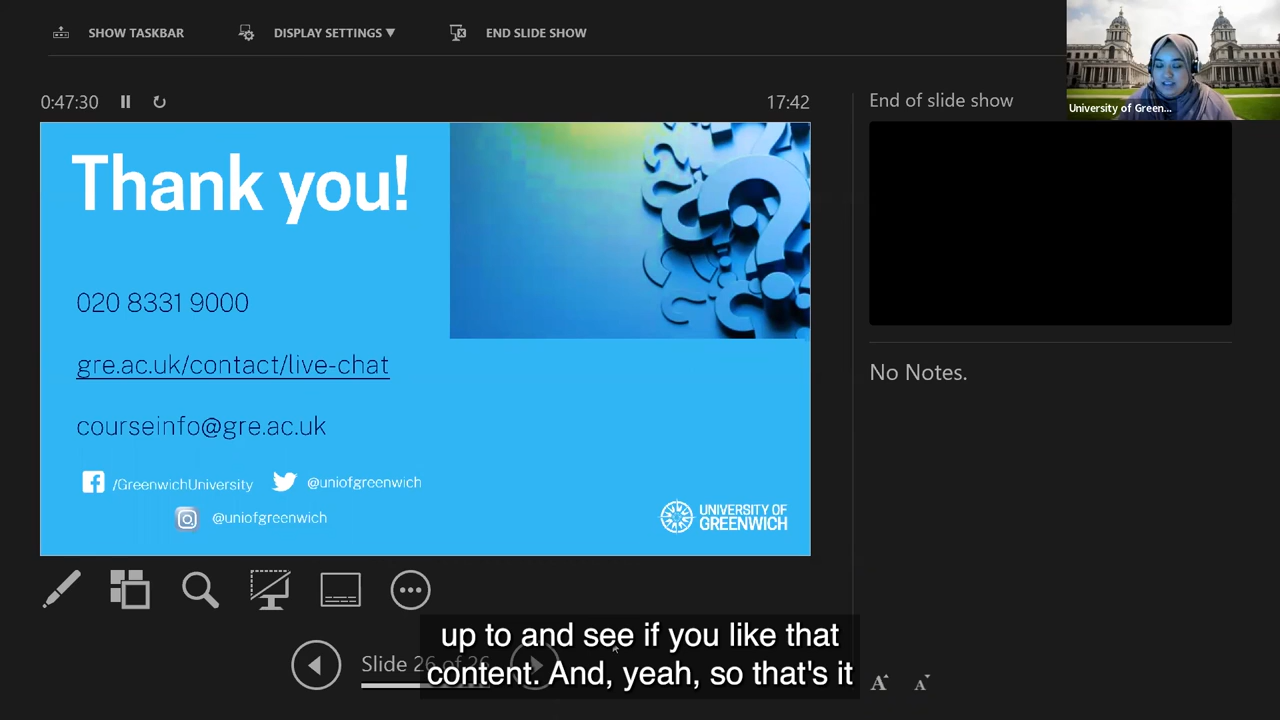 SHOW TASKBAR
DISPLAY SETTINGS ▼
END SLIDE SHOW
University of Green...
0:47:30
17:42
End of slide show
Thank you!
020 8331 9000
gre.ac.uk/contact/live-chat
courseinfo@gre.ac.uk
/GreenwichUniversity
@uniofgreenwich
@uniofgreenwich
UNIVERSITY OF
GREENWICH
No Notes.
Slide 26 of 26
up to and see if you like that
content. And, yeah, so that's it
A
A